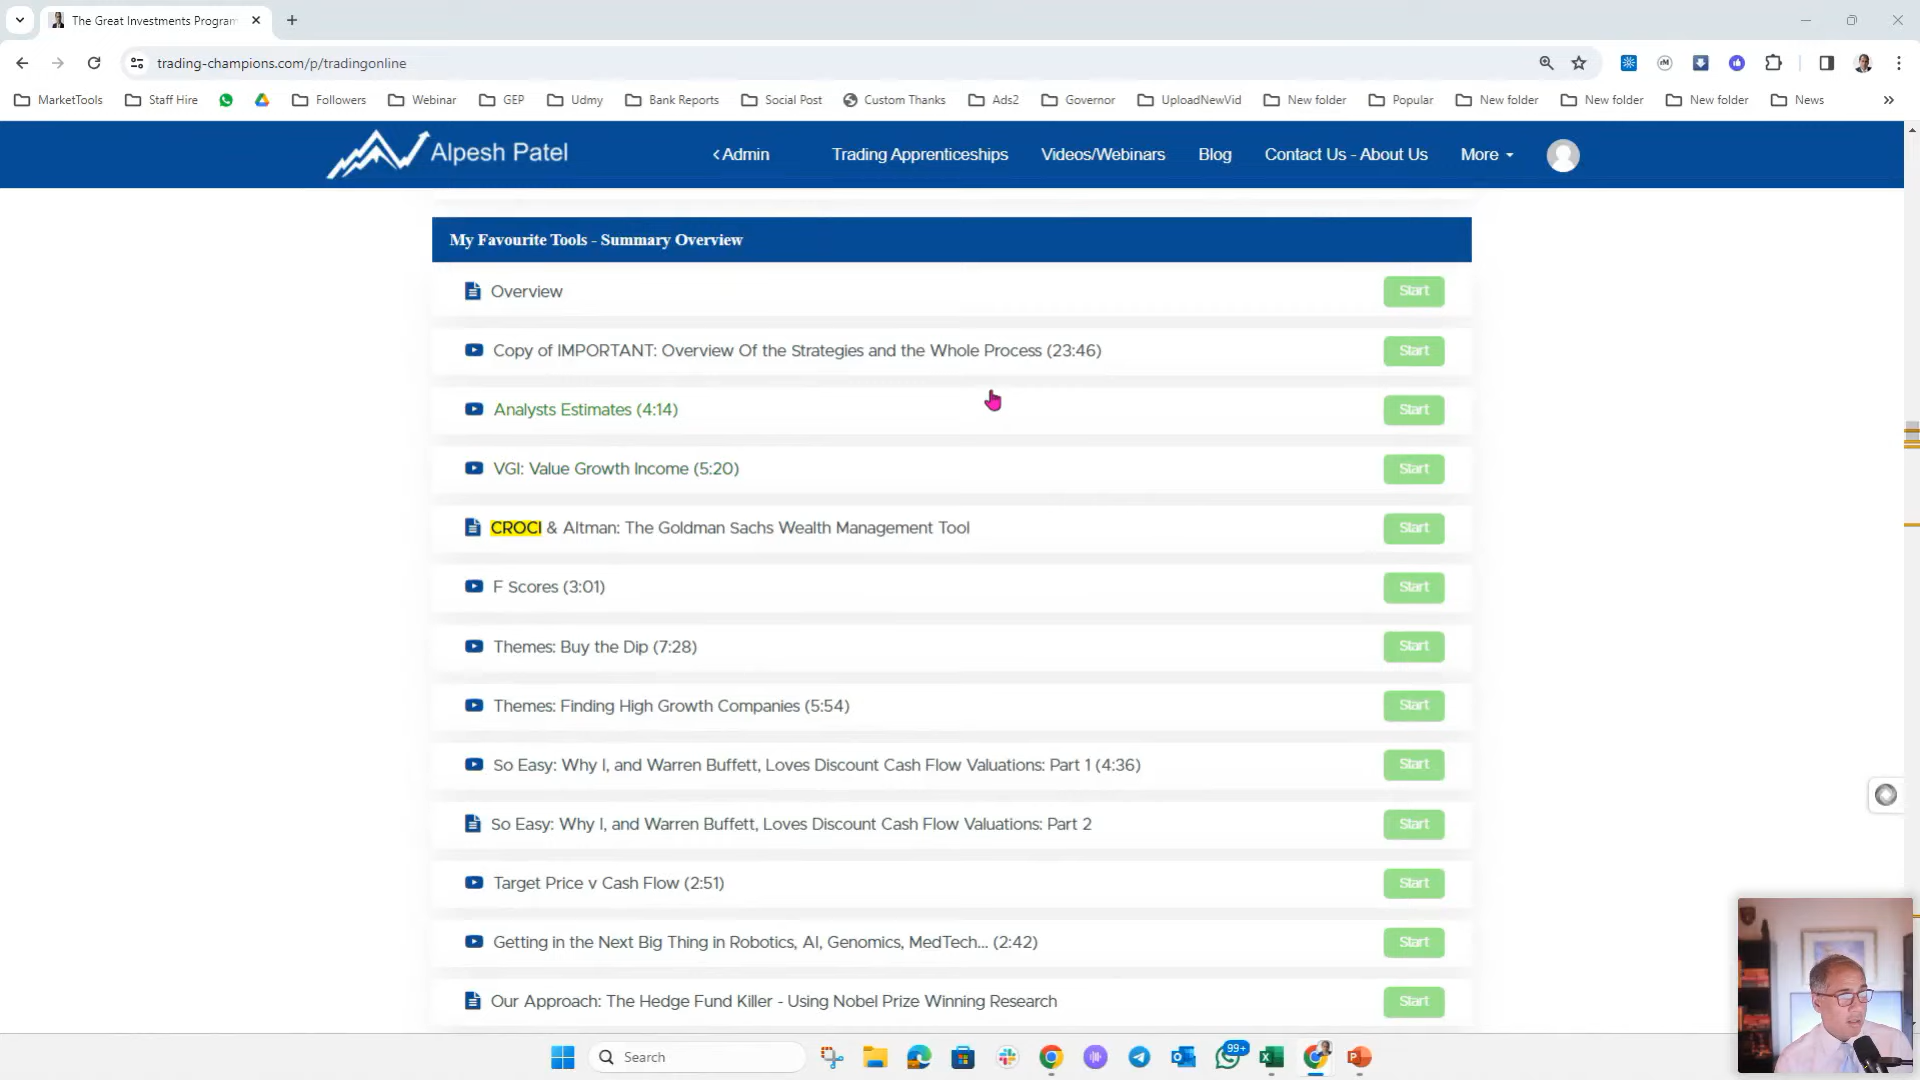 The Great Investments Program
trading-champions.com/p/tradingonline
MarketTools
Staff Hire
Followers
Webinar
GEP
Udmy
Bank Reports
Social Post
Custom Thanks
Ads2
Governor
UploadNewVid
New folder
Popular
New folder
New folder
New folder
News
Alpesh Patel
Admin
Trading Apprenticeships
Videos/Webinars
Blog
Contact Us - About Us
More
My Favourite Tools - Summary Overview
Overview
Start
Copy of IMPORTANT: Overview Of the Strategies and the Whole Process (23:46)
Start
Analysts Estimates (4:14)
Start
VGI: Value Growth Income (5:20)
Start
CROCI & Altman: The Goldman Sachs Wealth Management Tool
Start
F Scores (3:01)
Start
Themes: Buy the Dip (7:28)
Start
Themes: Finding High Growth Companies (5:54)
Start
So Easy: Why I, and Warren Buffett, Loves Discount Cash Flow Valuations: Part 1 (4:36)
Start
So Easy: Why I, and Warren Buffett, Loves Discount Cash Flow Valuations: Part 2
Start
Target Price v Cash Flow (2:51)
Start
Getting in the Next Big Thing in Robotics, AI, Genomics, MedTech... (2:42)
Start
Our Approach: The Hedge Fund Killer - Using Nobel Prize Winning Research
Start
Search
99+